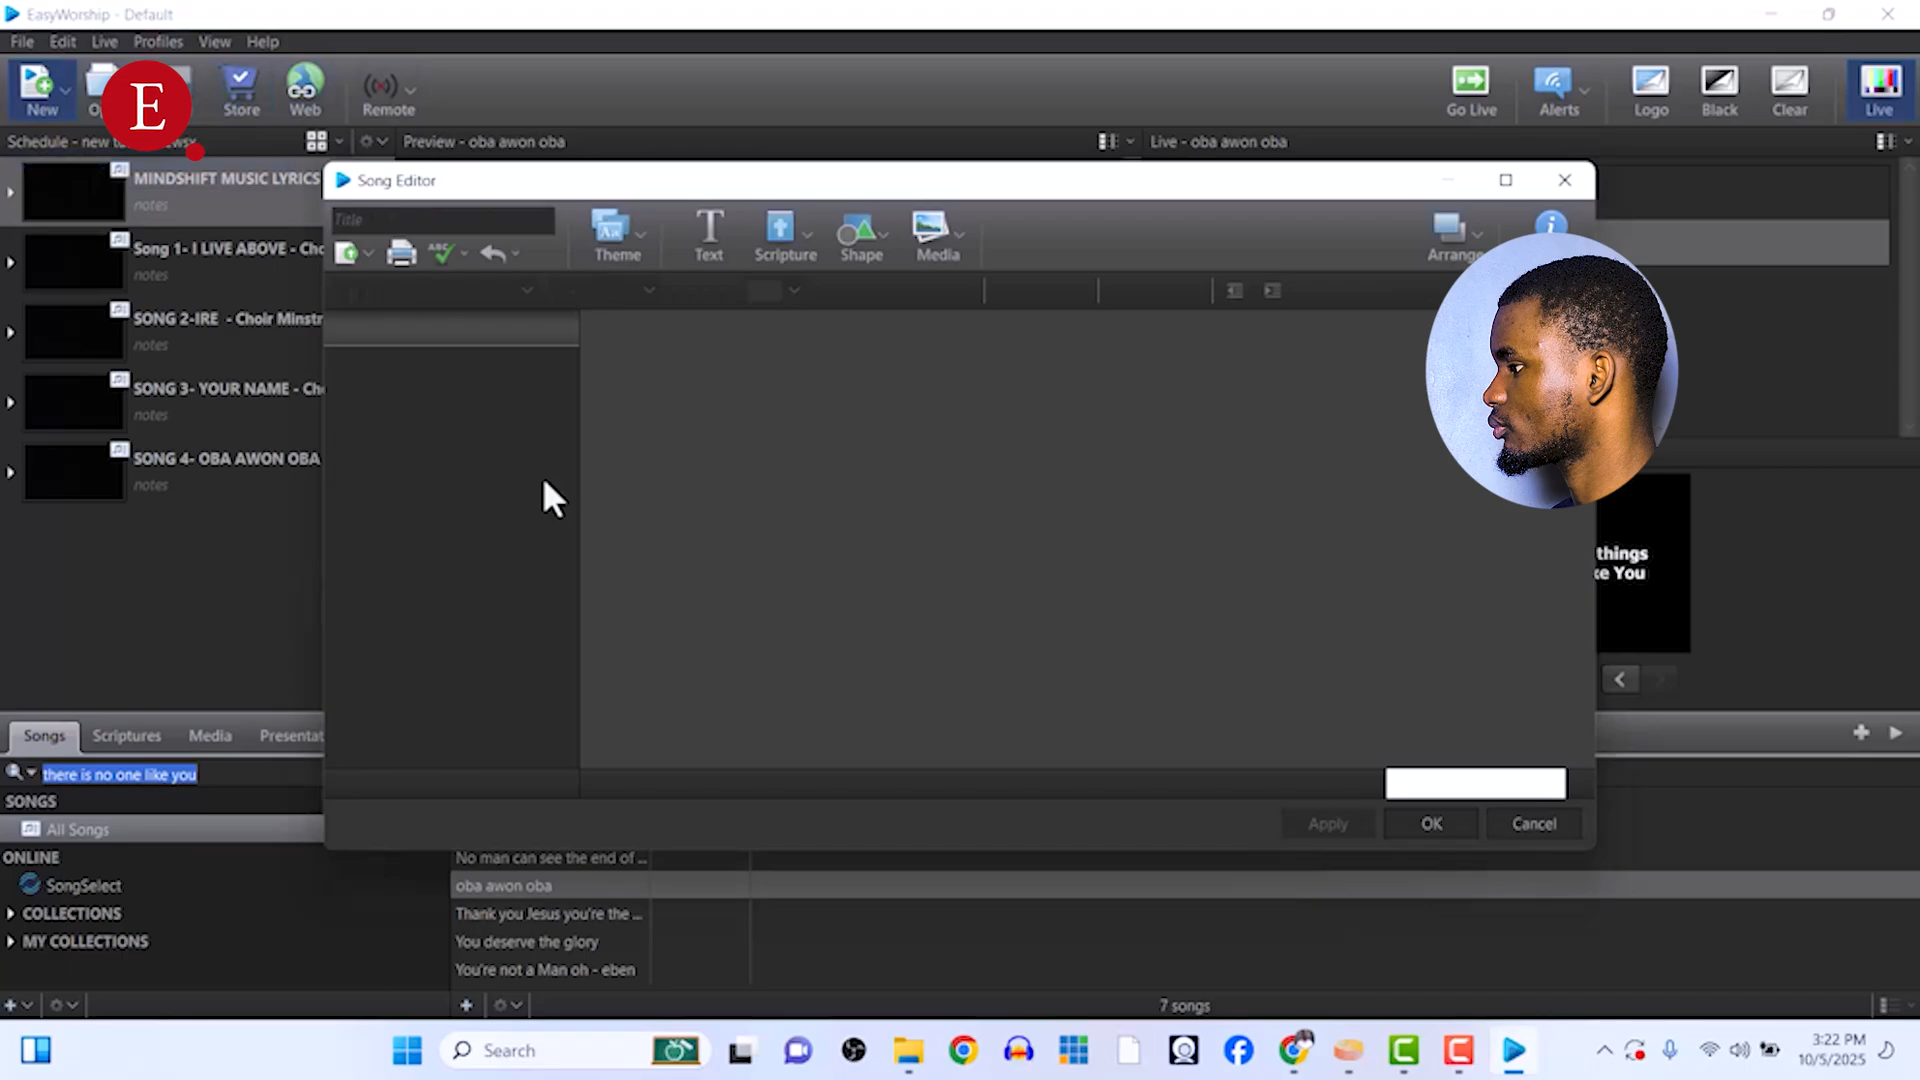 EasyWorship - Default
File Edit Live Profiles View Help
New
E
Store
Web
Remote
Go Live
Alerts
Logo
Black
Clear
Live
Schedule - new
Preview - oba awon oba
Live - oba awon oba
MINDSHIFT MUSIC LYRICS
notes
Song 1- I LIVE ABOVE - Cho
notes
SONG 2-IRE - Choir Minstr
notes
SONG 3- YOUR NAME - Ch
notes
SONG 4- OBA AWON OBA
notes
Song Editor
Title
ABC
Aa
Theme
Text
Scripture
Shape
Media
Arrange
things
ke You
Apply
OK
Cancel
Songs
Scriptures
Media
Presentat
there is no one like you
SONGS
All Songs
ONLINE
SongSelect
COLLECTIONS
MY COLLECTIONS
No man can see the end of ...
oba awon oba
Thank you Jesus you're the ...
You deserve the glory
You're not a Man oh - eben
7 songs
Search
3:22 PM
10/5/2025